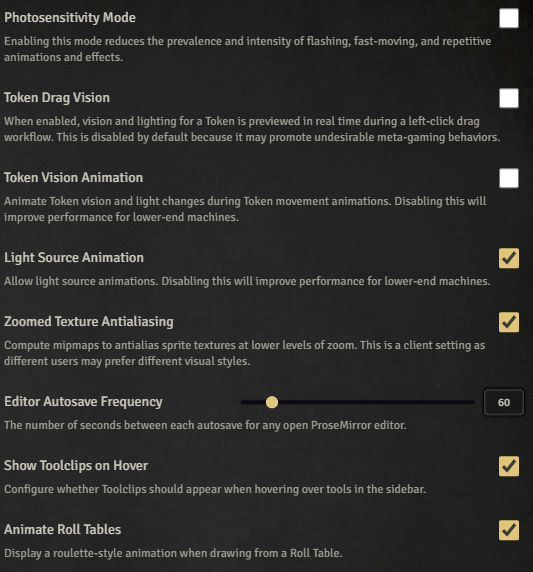 Photosensitivity Mode
Enabling this mode reduces the prevalence and intensity of flashing, fast-moving, and repetitive
animations and effects.
Token Drag Vision
When enabled, vision and lighting for a Token is previewed in real time during a left-click drag
workflow. This is disabled by default because it may promote undesirable meta-gaming behaviors.
Token Vision Animation
Animate Token vision and light changes during Token movement animations. Disabling this will
improve performance for lower-end machines.
Light Source Animation
Allow light source animations. Disabling this will improve performance for lower-end machines.
Zoomed Texture Antialiasing
Compute mipmaps to antialias sprite textures at lower levels of zoom. This is a client setting as
different users may prefer different visual styles.
Editor Autosave Frequency 60
The number of seconds between each autosave for any open ProseMirror editor.
Show Toolclips on Hover
Configure whether Toolclips should appear when hovering over tools in the sidebar.
Animate Roll Tables
Display a roulette-style animation when drawing from a Roll Table.